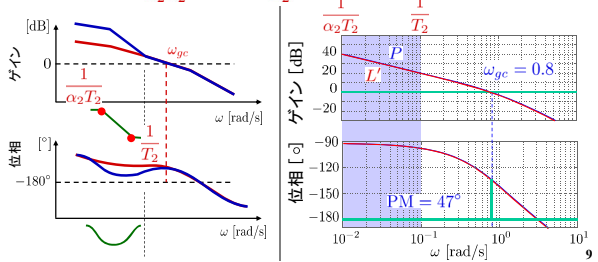 [dB]
ゲイン
0
ω_gc
1/α₂T₂
1/T₂
ω [rad/s]
[°]
位相
−180°
ω [rad/s]
1/α₂T₂
1/T₂
ゲイン [dB]
40
20
0
−20
P
L′
ω_gc = 0.8
位相 [°]
−90
−120
−150
−180
PM = 47°
10⁻² 10⁻¹ 10⁰ 10¹
ω [rad/s]
9